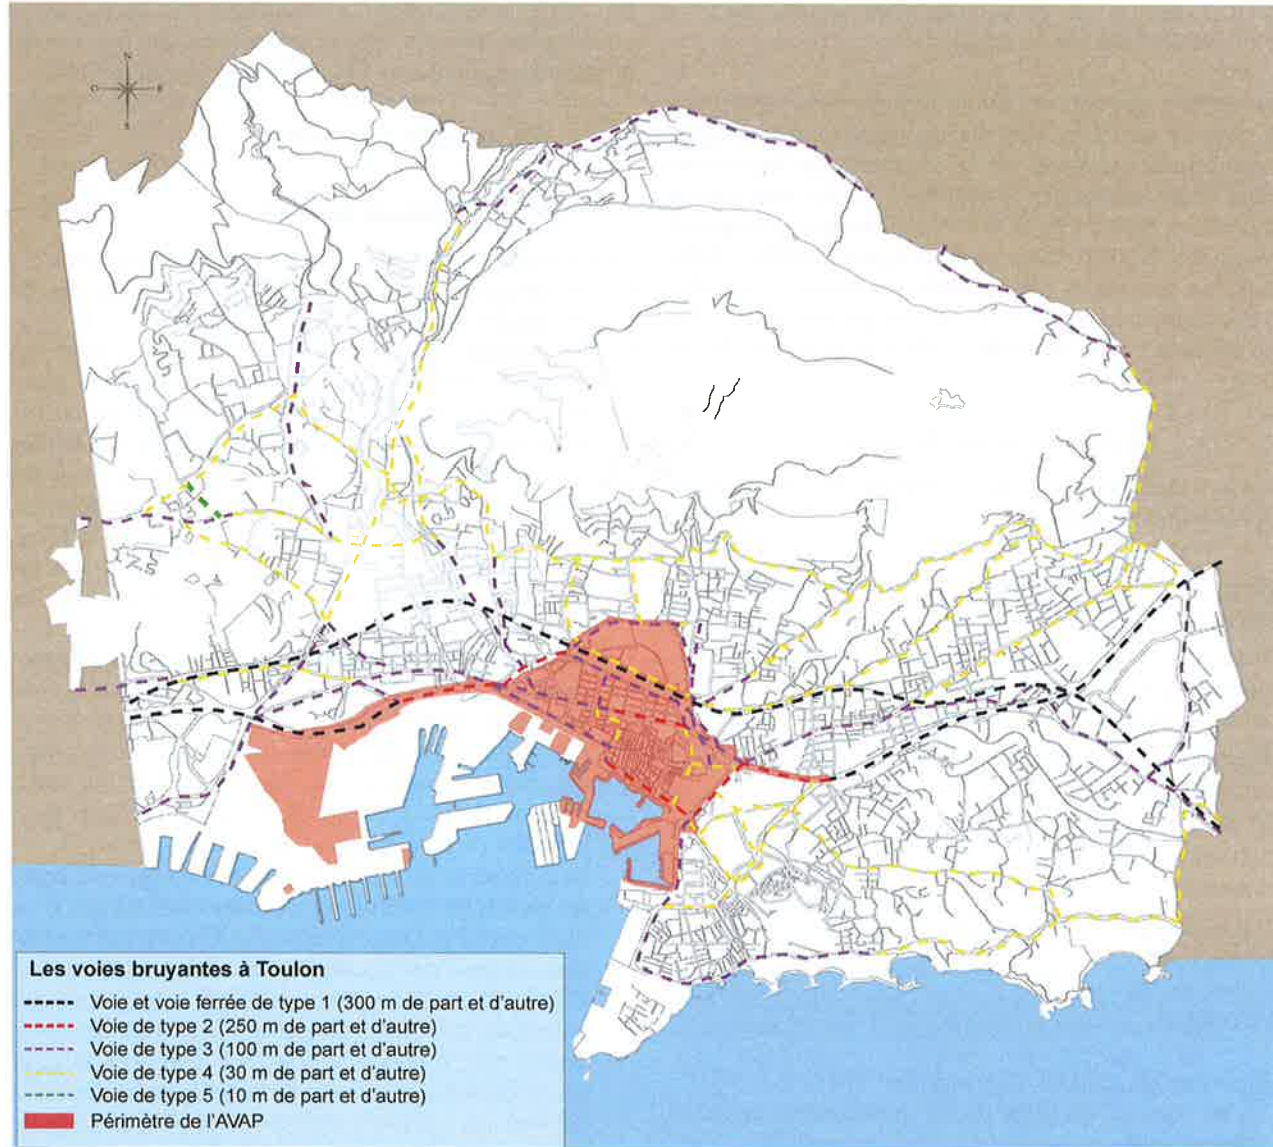 N
O E
S
Les voies bruyantes à Toulon
Voie et voie ferrée de type 1 (300 m de part et d'autre)
Voie de type 2 (250 m de part et d'autre)
Voie de type 3 (100 m de part et d'autre)
Voie de type 4 (30 m de part et d'autre)
Voie de type 5 (10 m de part et d'autre)
Périmètre de l'AVAP